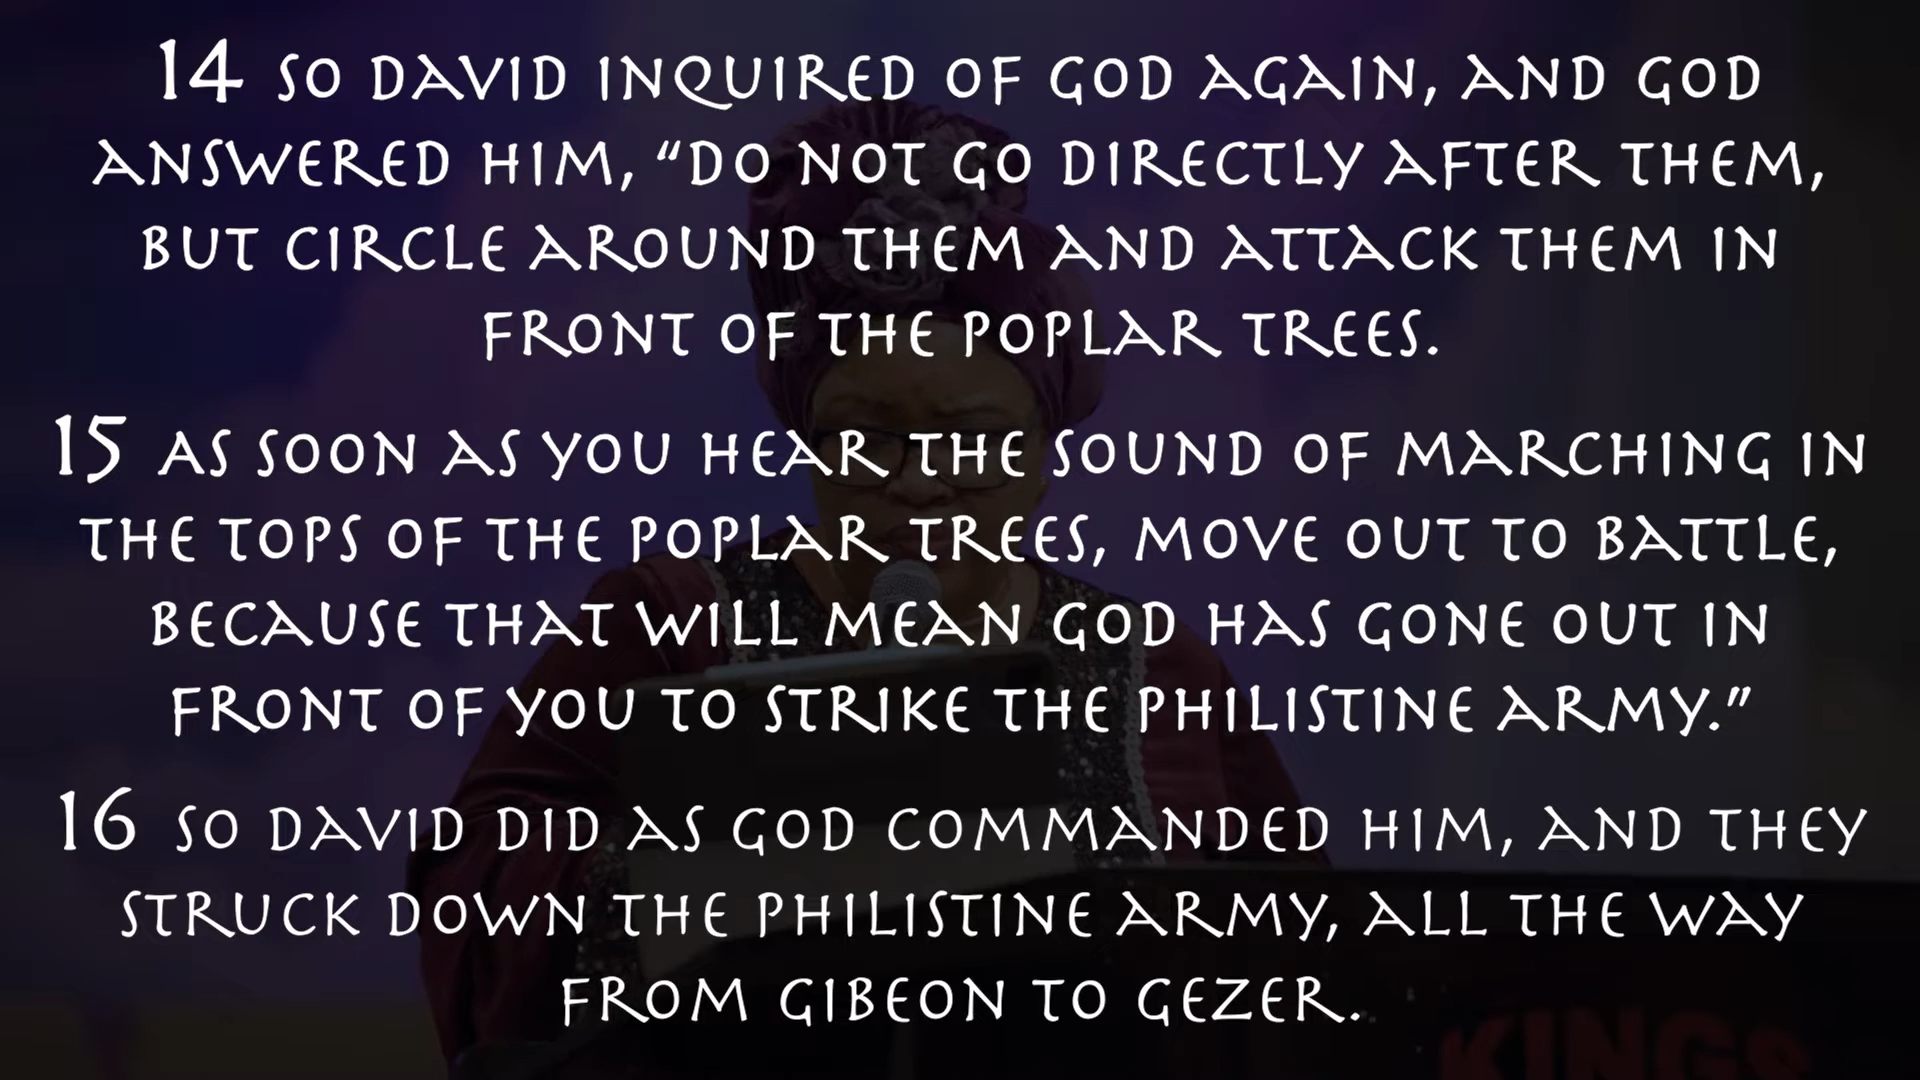 14 SO DAVID INQUIRED OF GOD AGAIN, AND GOD
ANSWERED HIM, “DO NOT GO DIRECTLY AFTER THEM,
BUT CIRCLE AROUND THEM AND ATTACK THEM IN
FRONT OF THE POPLAR TREES.
15 AS SOON AS YOU HEAR THE SOUND OF MARCHING IN
THE TOPS OF THE POPLAR TREES, MOVE OUT TO BATTLE,
BECAUSE THAT WILL MEAN GOD HAS GONE OUT IN
FRONT OF YOU TO STRIKE THE PHILISTINE ARMY.”
16 SO DAVID DID AS GOD COMMANDED HIM, AND THEY
STRUCK DOWN THE PHILISTINE ARMY, ALL THE WAY
FROM GIBEON TO GEZER.
KINGS